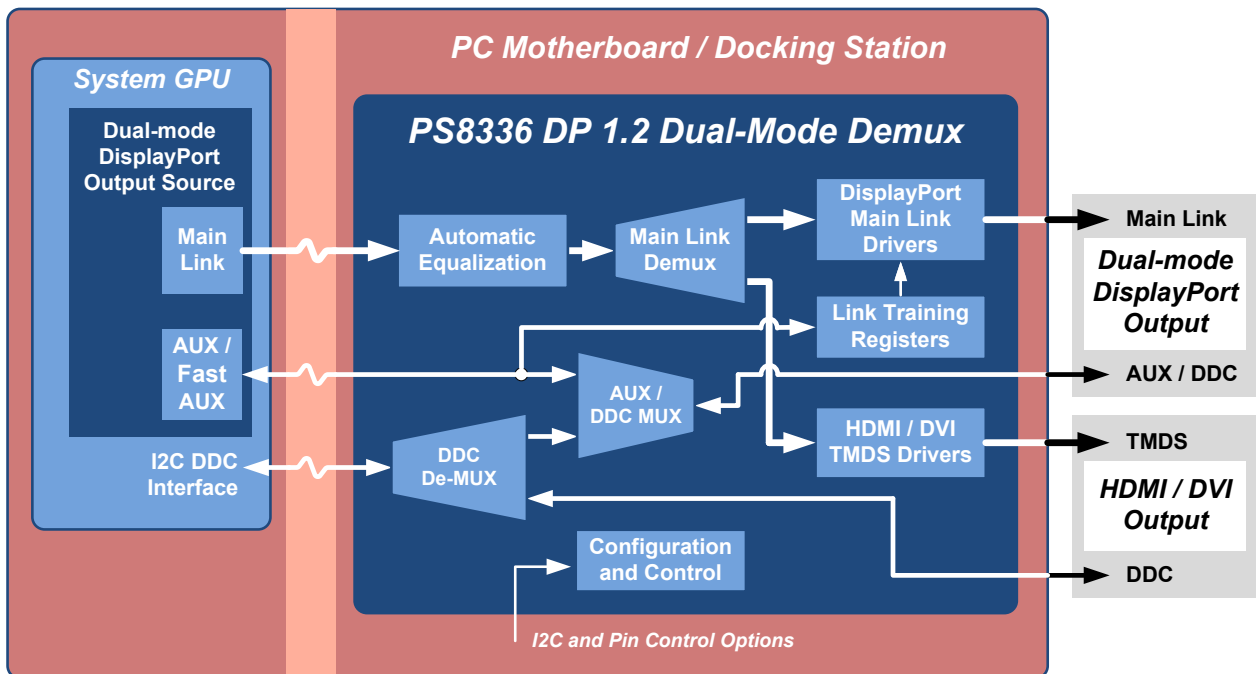 PC Motherboard / Docking Station
System GPU
Dual-mode
DisplayPort
Output Source
Main
Link
AUX /
Fast
AUX
I2C DDC
Interface
PS8336 DP 1.2 Dual-Mode Demux
Automatic
Equalization
Main Link
Demux
DisplayPort
Main Link
Drivers
Link Training
Registers
AUX /
DDC MUX
DDC
De-MUX
HDMI / DVI
TMDS Drivers
Configuration
and Control
I2C and Pin Control Options
Main Link
Dual-mode
DisplayPort
Output
AUX / DDC
TMDS
HDMI / DVI
Output
DDC